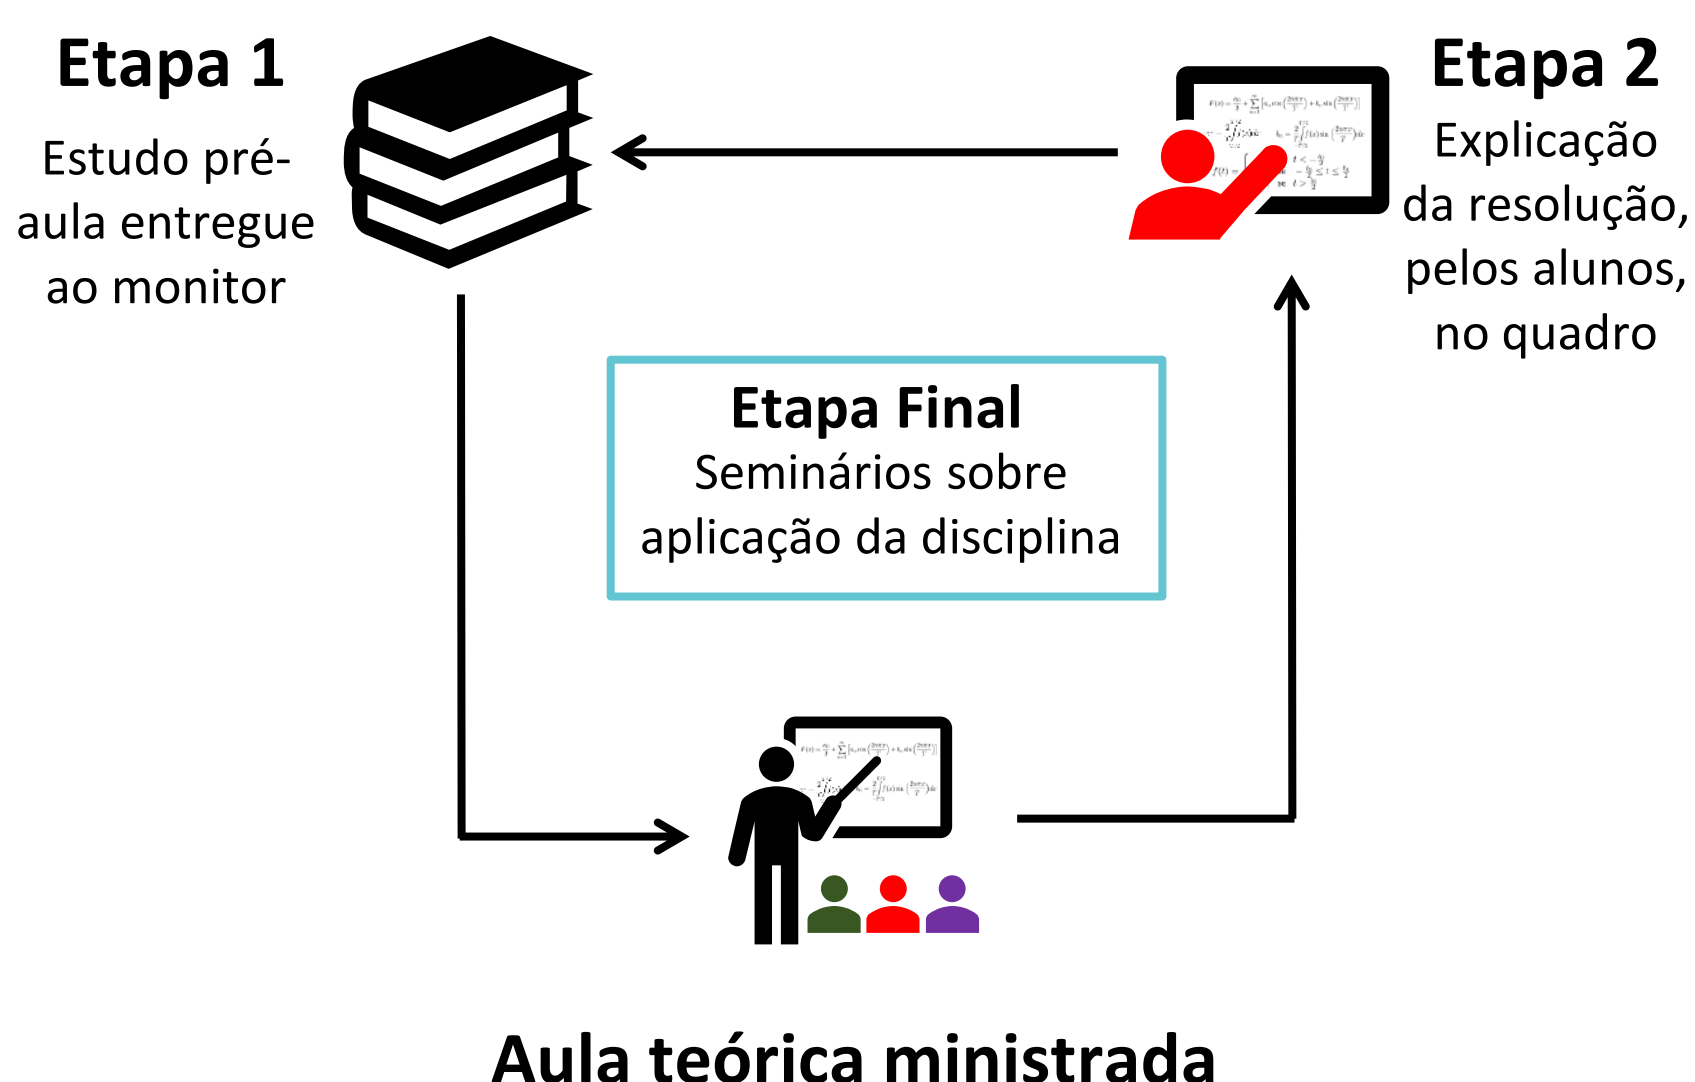 Etapa 1
Estudo pré-
aula entregue
ao monitor
Etapa 2
Explicação
da resolução,
pelos alunos,
no quadro
Etapa Final
Seminários sobre
aplicação da disciplina
Aula teórica ministrada